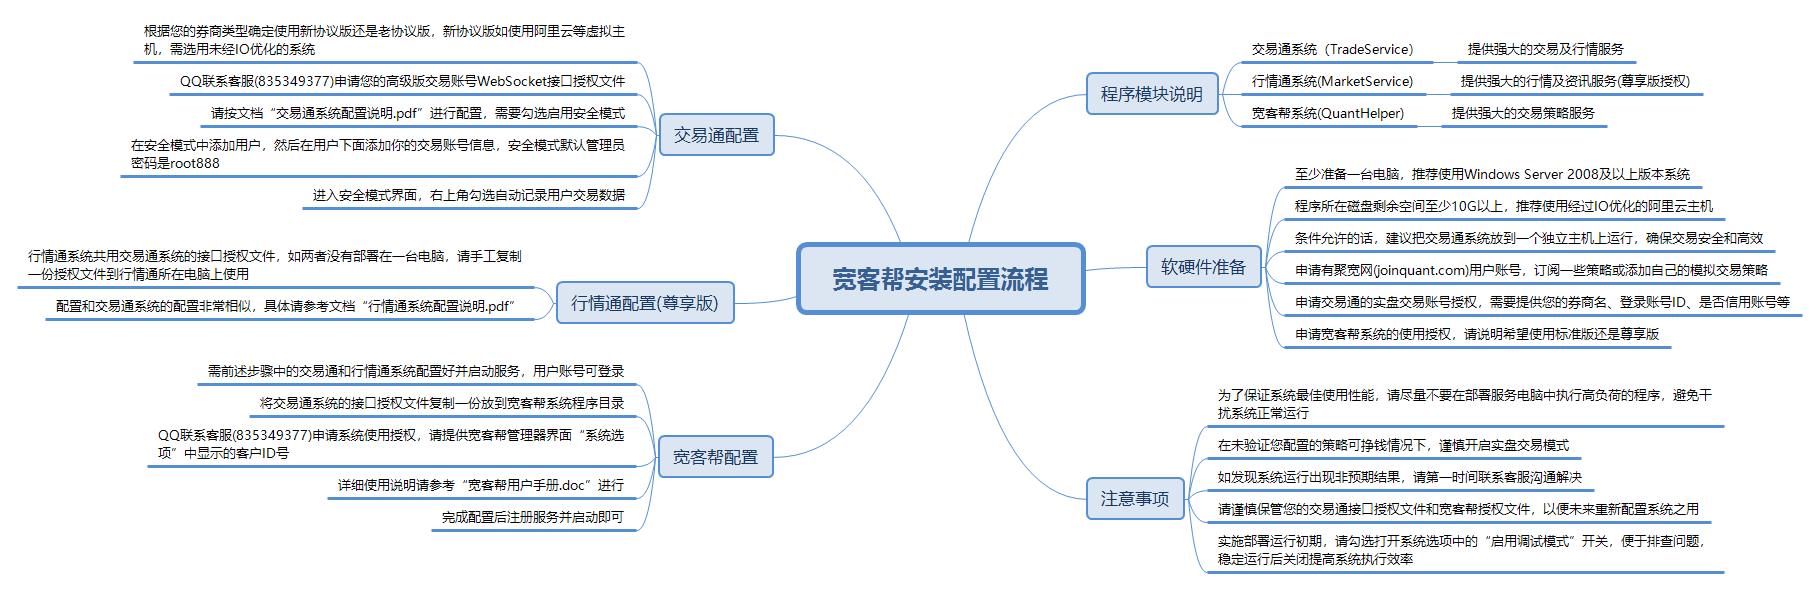 宽客帮安装配置流程
程序模块说明
交易通系统（TradeService）
提供强大的交易及行情服务
行情通系统(MarketService)
提供强大的行情及资讯服务(尊享版授权)
宽客帮系统(QuantHelper)
提供强大的交易策略服务
软硬件准备
至少准备一台电脑，推荐使用Windows Server 2008及以上版本系统
程序所在磁盘剩余空间至少10G以上，推荐使用经过IO优化的阿里云主机
条件允许的话，建议把交易通系统放到一个独立主机上运行，确保交易安全和高效
申请有聚宽网(joinquant.com)用户账号，订阅一些策略或添加自己的模拟交易策略
申请交易通的实盘交易账号授权，需要提供您的券商名、登录账号ID、是否信用账号等
申请宽客帮系统的使用授权，请说明希望使用标准版还是尊享版
注意事项
为了保证系统最佳使用性能，请尽量不要在部署服务电脑中执行高负荷的程序，避免干
扰系统正常运行
在未验证您配置的策略可挣钱情况下，谨慎开启实盘交易模式
如发现系统运行出现非预期结果，请第一时间联系客服沟通解决
请谨慎保管您的交易通接口授权文件和宽客帮授权文件，以便未来重新配置系统之用
实施部署运行初期，请勾选打开系统选项中的“启用调试模式”开关，便于排查问题，
稳定运行后关闭提高系统执行效率
交易通配置
根据您的券商类型确定使用新协议版还是老协议版，新协议版如使用阿里云等虚拟主
机，需选用未经IO优化的系统
QQ联系客服(835349377)申请您的高级版交易账号WebSocket接口授权文件
请按文档“交易通系统配置说明.pdf”进行配置，需要勾选启用安全模式
在安全模式中添加用户，然后在用户下面添加你的交易账号信息，安全模式默认管理员
密码是root888
进入安全模式界面，右上角勾选自动记录用户交易数据
行情通配置(尊享版)
行情通系统共用交易通系统的接口授权文件，如两者没有部署在一台电脑，请手工复制
一份授权文件到行情通所在电脑上使用
配置和交易通系统的配置非常相似，具体请参考文档“行情通系统配置说明.pdf”
宽客帮配置
需前述步骤中的交易通和行情通系统配置好并启动服务，用户账号可登录
将交易通系统的接口授权文件复制一份放到宽客帮系统程序目录
QQ联系客服(835349377)申请系统使用授权，请提供宽客帮管理器界面“系统选
项”中显示的客户ID号
详细使用说明请参考“宽客帮用户手册.doc”进行
完成配置后注册服务并启动即可